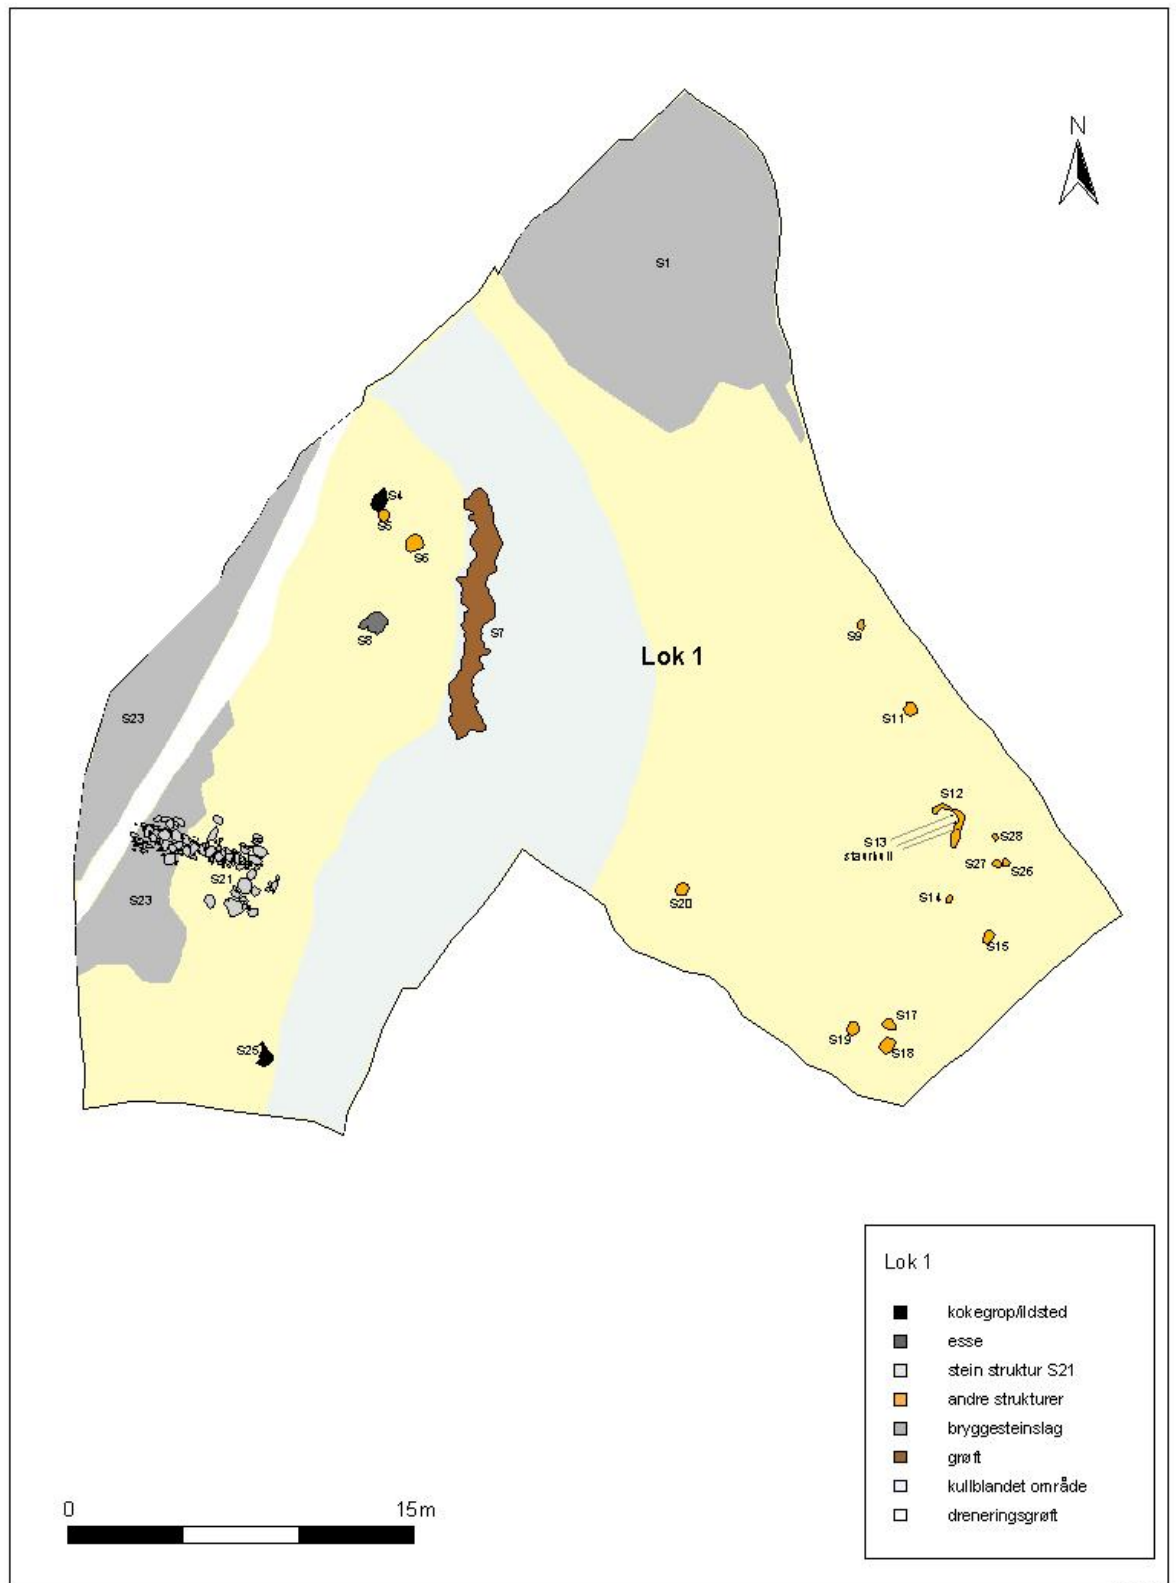 N
S1
S4
S5
S6
S8
S7
Lok 1
S9
S11
S23
S12
S13
S28
S27
S26
S21
S14
S20
S23
S15
S17
S19
S18
S25
Lok 1
kokegrop/ildsted
esse
stein struktur S21
andre strukturer
bryggesteinslag
grøft
kullblandet område
dreneringsgrøft
0 15m